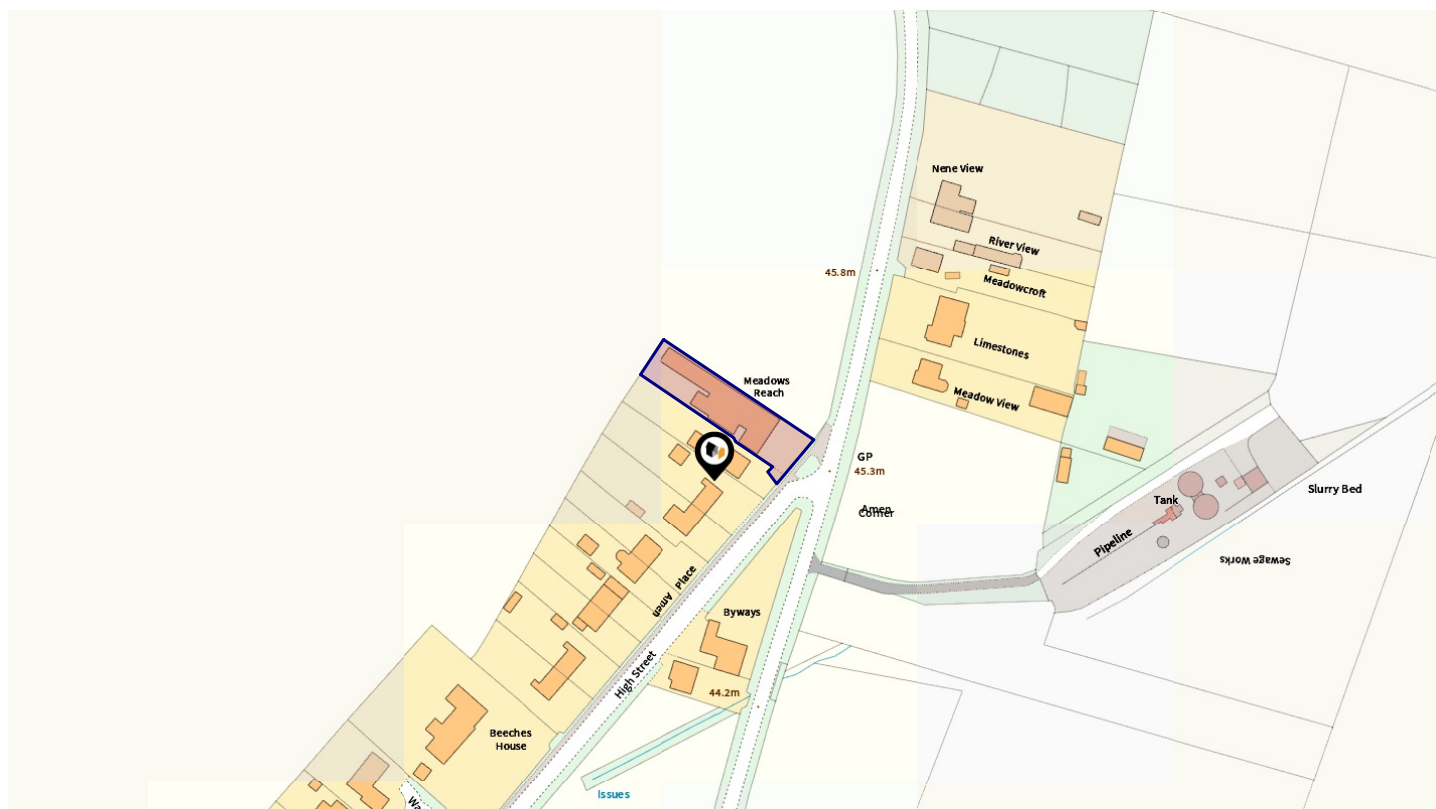 Nene View
River View
45.8m
Meadowcroft
Limestones
Meadows
Reach
Meadow View
GP
45.3m
Amen
Corner
Slurry Bed
Tank
Pipeline
Sewage Works
Amen Place
Byways
High Street
44.2m
Beeches
House
Issues
Wa